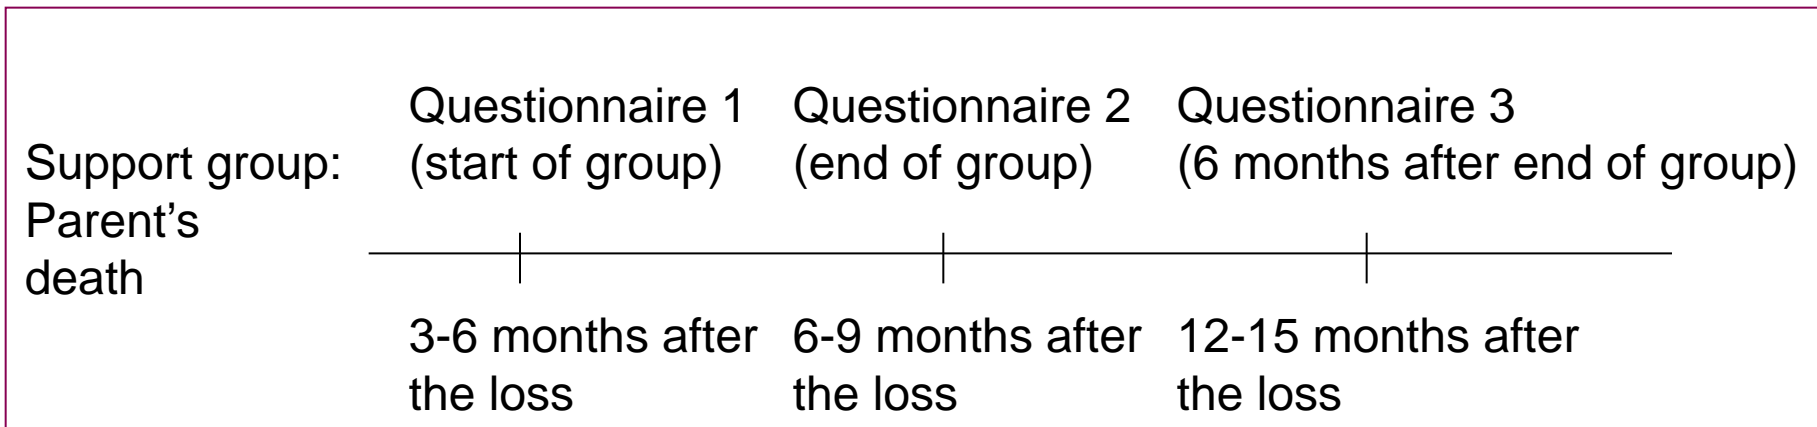 Support group:
Parent’s
death
Questionnaire 1
(start of group)
Questionnaire 2
(end of group)
Questionnaire 3
(6 months after end of group)
3-6 months after
the loss
6-9 months after
the loss
12-15 months after
the loss